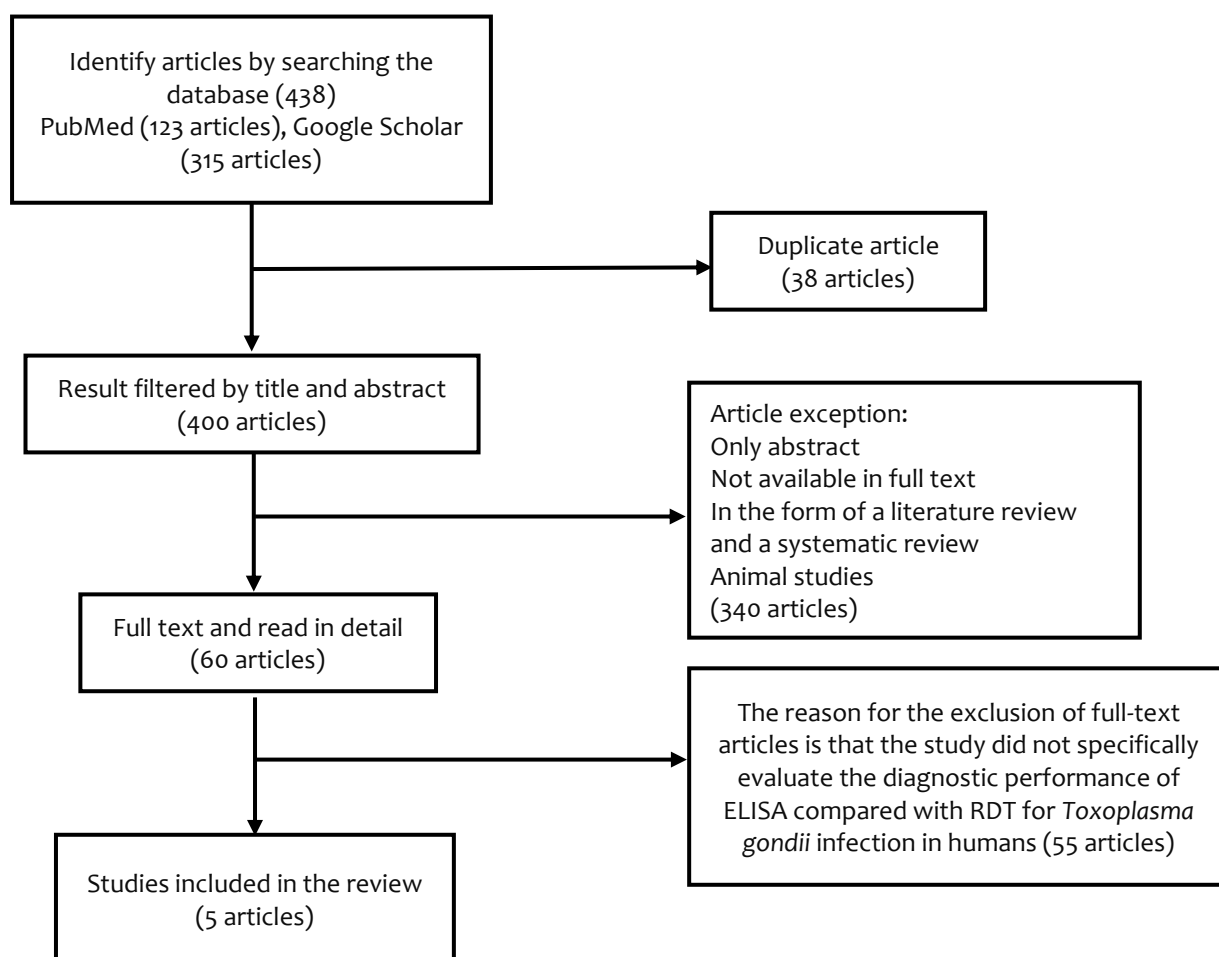 Identify articles by searching the
database (438)
PubMed (123 articles), Google Scholar
(315 articles)
Duplicate article
(38 articles)
Result filtered by title and abstract
(400 articles)
Article exception:
Only abstract
Not available in full text
In the form of a literature review
and a systematic review
Animal studies
(340 articles)
Full text and read in detail
(60 articles)
The reason for the exclusion of full-text
articles is that the study did not specifically
evaluate the diagnostic performance of
ELISA compared with RDT for Toxoplasma
gondii infection in humans (55 articles)
Studies included in the review
(5 articles)